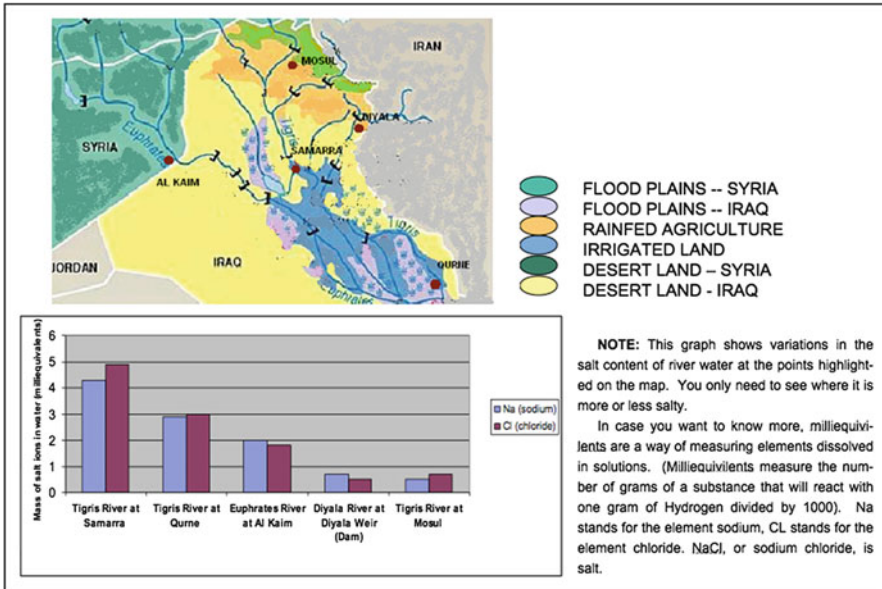 IRAN
MOSUL
DIYALA
Tigris
SYRIA
Euphrates
SAMARRA
AL KAIM
Tigris
IRAQ
QURNE
JORDAN
Euphrates
FLOOD PLAINS -- SYRIA
FLOOD PLAINS -- IRAQ
RAINFED AGRICULTURE
IRRIGATED LAND
DESERT LAND – SYRIA
DESERT LAND - IRAQ
Mass of salt ions in water (milliequivalents)
6
5
4
3
2
1
0
Tigris River at
Samarra
Tigris River at
Qurne
Euphrates River
at Al Kaim
Diyala River at
Diyala Weir
(Dam)
Tigris River at
Mosul
Na (sodium)
Cl (chloride)
NOTE: This graph shows variations in the
salt content of river water at the points highlight-
ed on the map. You only need to see where it is
more or less salty.
In case you want to know more, milliequivi-
lents are a way of measuring elements dissolved
in solutions. (Milliequivilents measure the num-
ber of grams of a substance that will react with
one gram of Hydrogen divided by 1000). Na
stands for the element sodium, CL stands for the
element chloride. NaCl, or sodium chloride, is
salt.